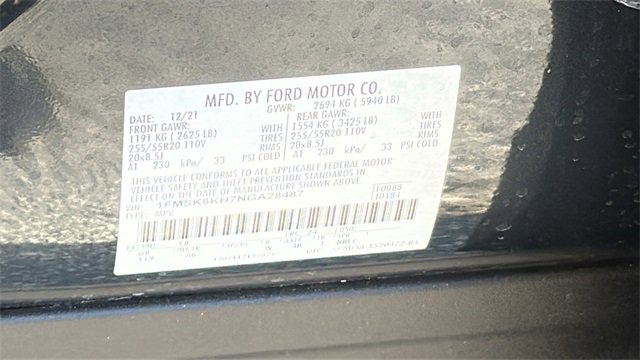 MFD. BY FORD MOTOR CO.
DATE: 12/21 GVWR: 2694 KG ( 5940 LB)
FRONT GAWR: REAR GAWR:
1191 KG ( 2625 LB) WITH 1554 KG ( 3425 LB) WITH
255/55R20 110V TIRES 255/55R20 110V TIRES
20x8.5J RIMS 20x8.5J RIMS
AT 230 kPa/ 33 PSI COLD AT 230 kPa/ 33 PSI COLD
THIS VEHICLE CONFORMS TO ALL APPLICABLE FEDERAL MOTOR
VEHICLE SAFETY AND THEFT PREVENTION STANDARDS IN
EFFECT ON THE DATE OF MANUFACTURE SHOWN ABOVE.
VIN: 1FM5K8KH7NGA28487 F0088
TYPE: MPV